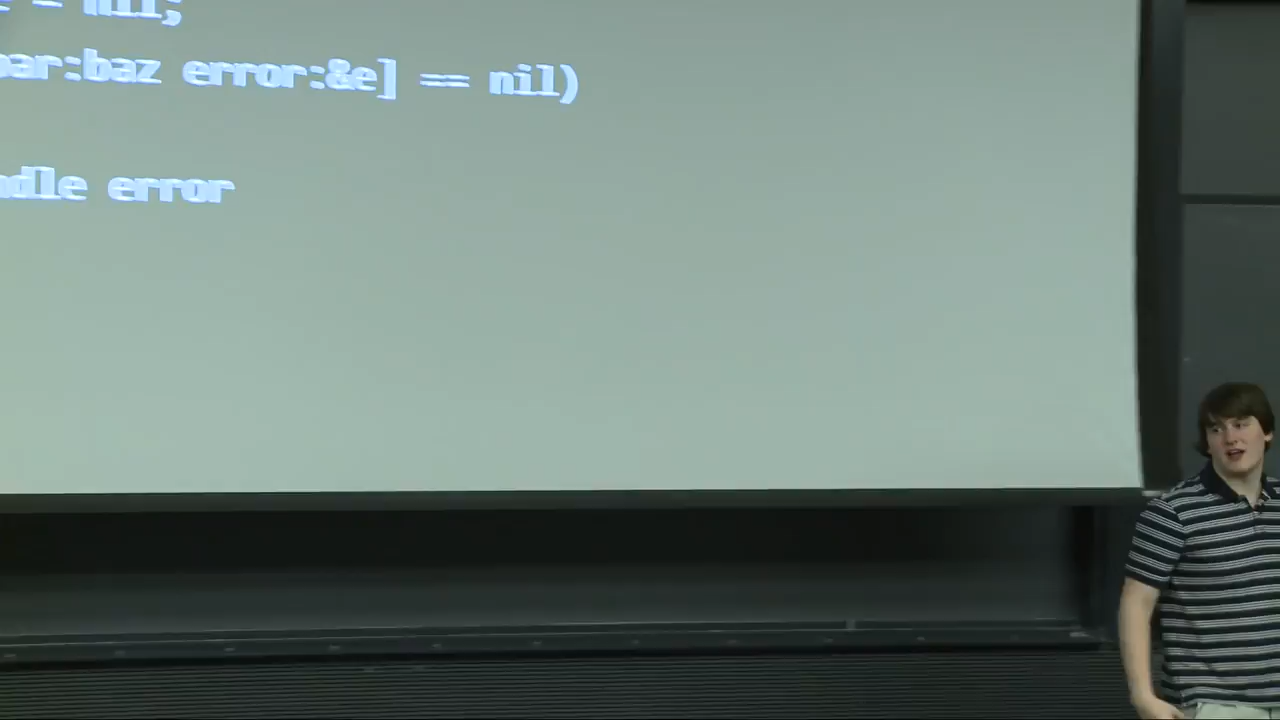 = nil;
bar:baz error:&e] == nil)
ndle error